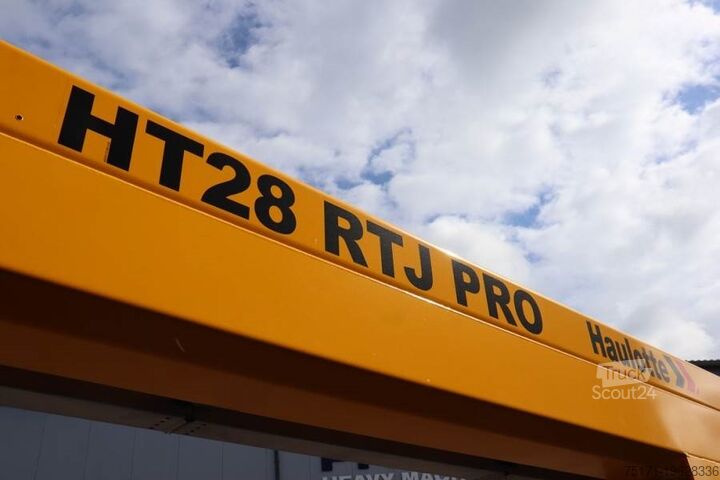 HT28 RTJ PRO
Haulotte
Truck
Scout24